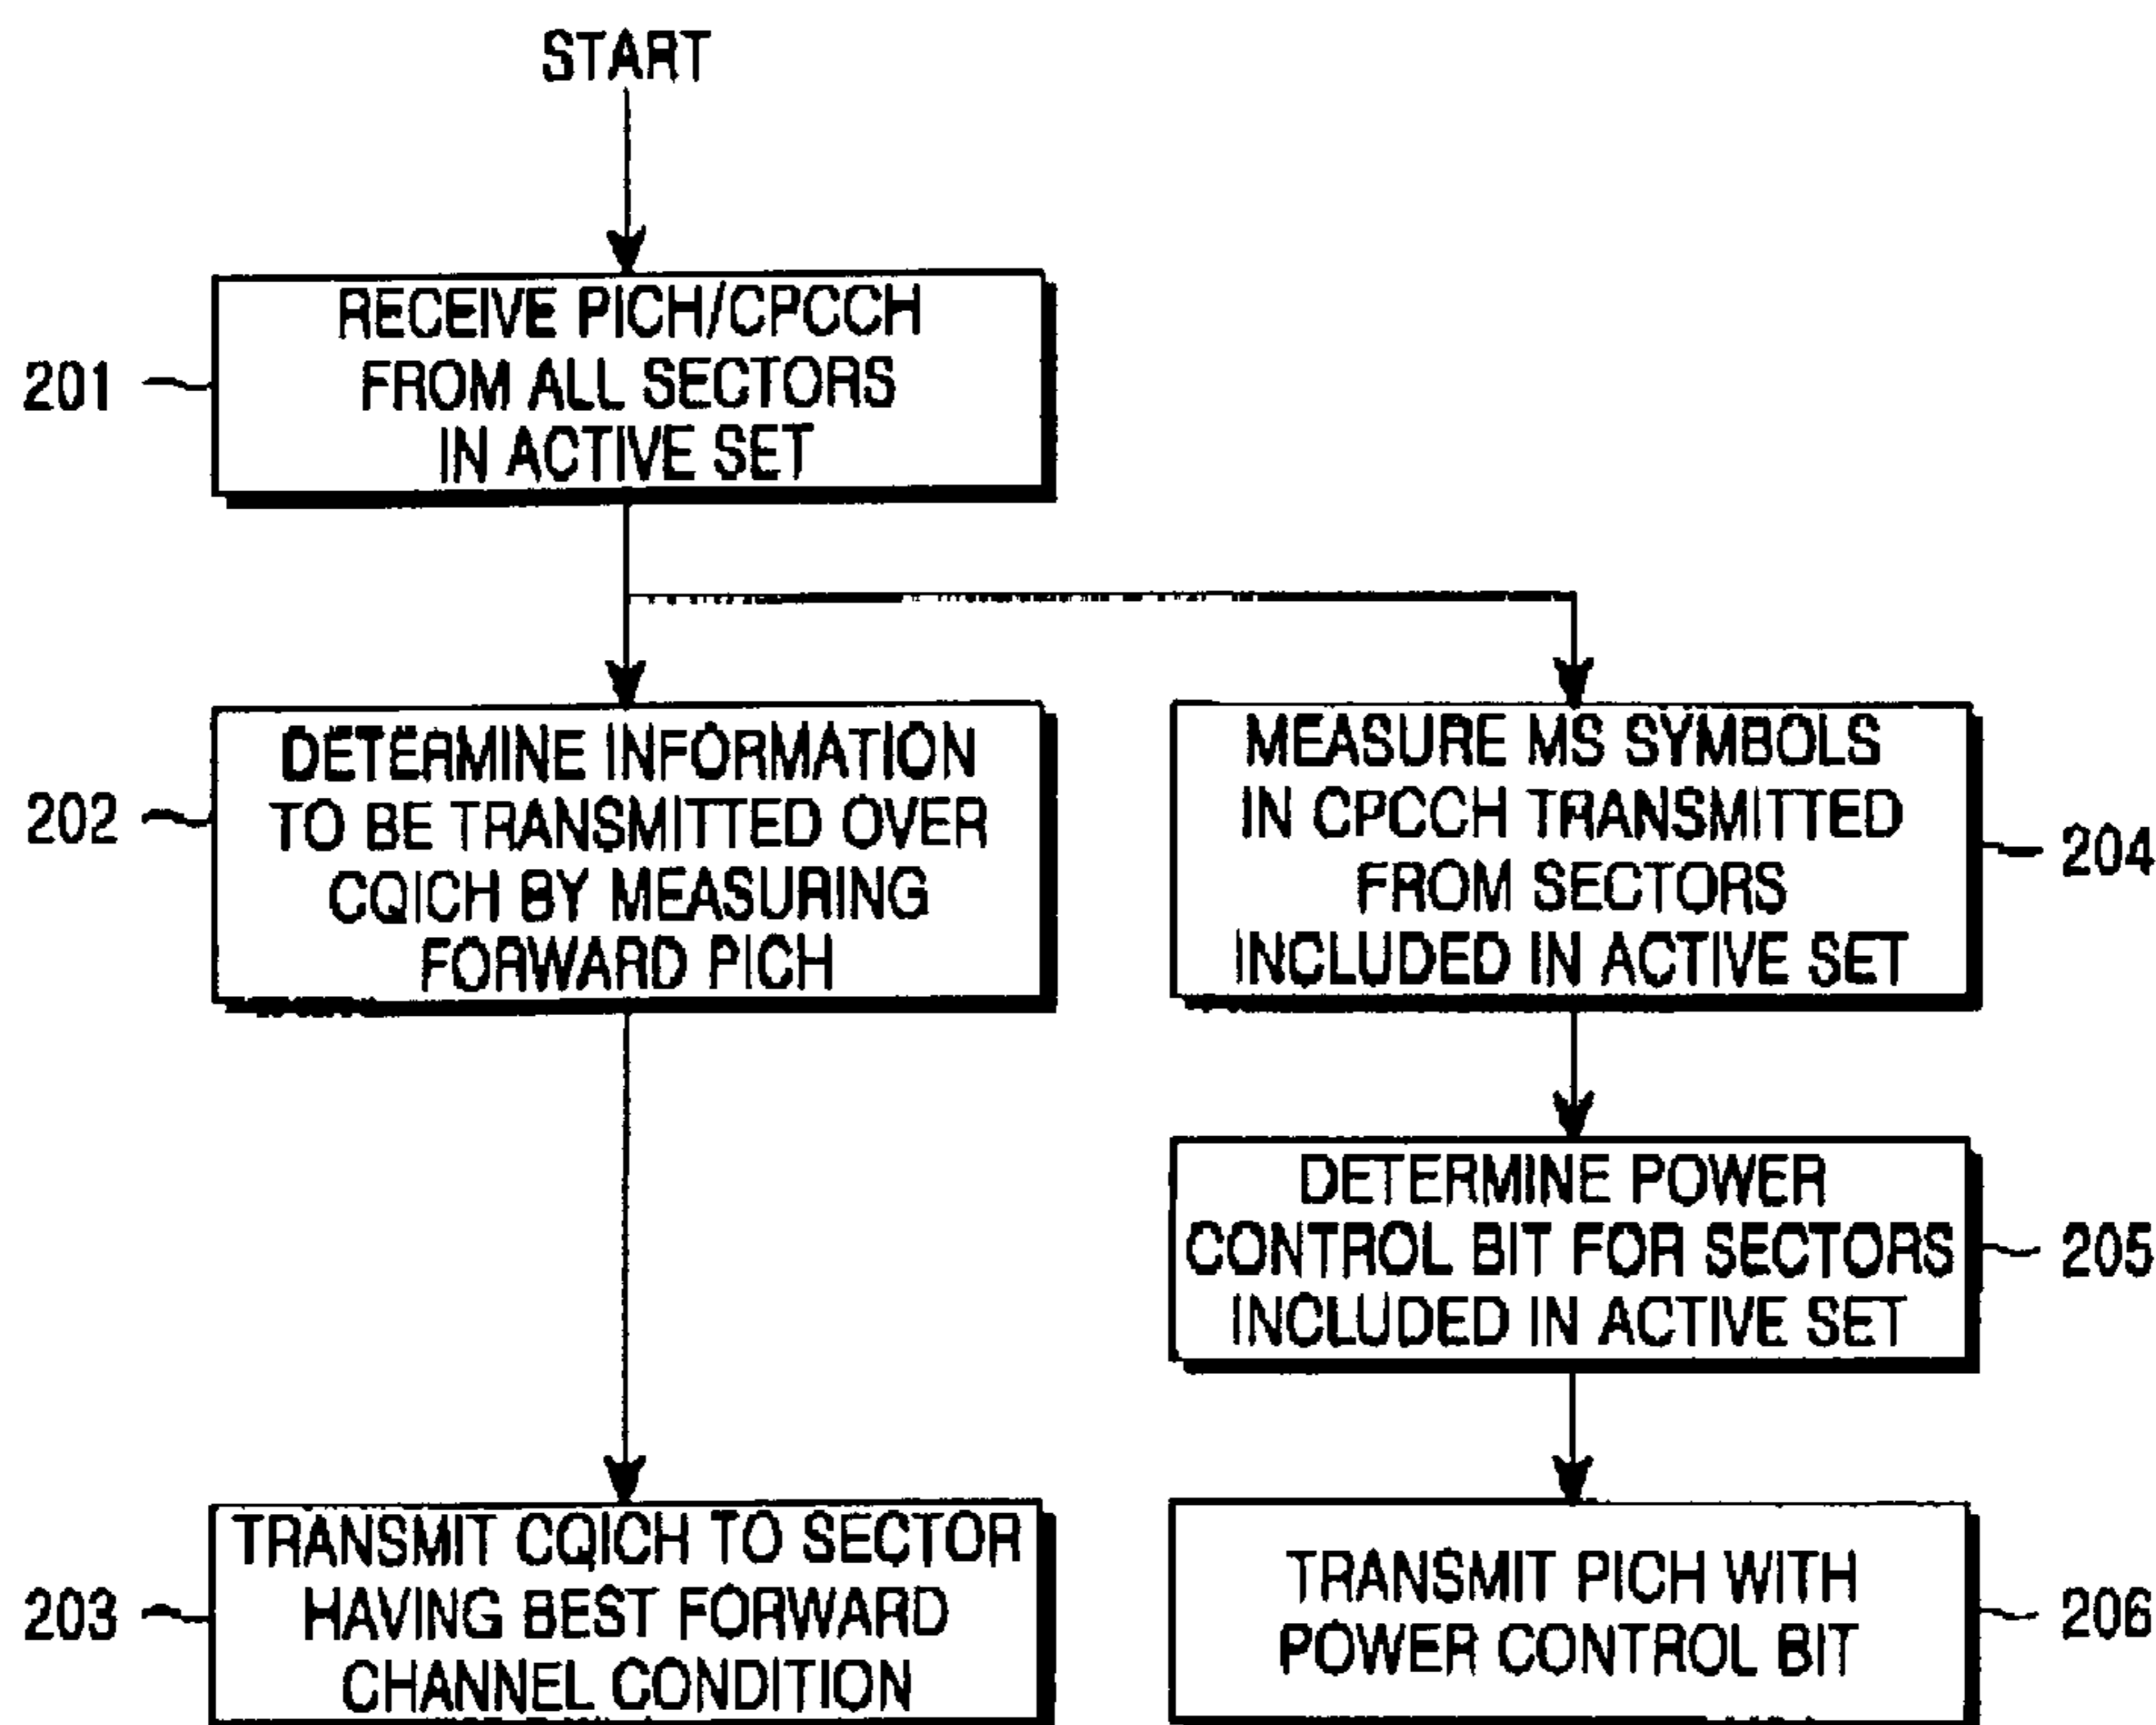 START
201
RECEIVE PICH/CPCCH
FROM ALL SECTORS
IN ACTIVE SET
202
DETERMINE INFORMATION
TO BE TRANSMITTED OVER
CQICH BY MEASURING
FORWARD PICH
203
TRANSMIT CQICH TO SECTOR
HAVING BEST FORWARD
CHANNEL CONDITION
MEASURE MS SYMBOLS
IN CPCCH TRANSMITTED
FROM SECTORS
INCLUDED IN ACTIVE SET
204
DETERMINE POWER
CONTROL BIT FOR SECTORS
INCLUDED IN ACTIVE SET
205
TRANSMIT PICH WITH
POWER CONTROL BIT
206